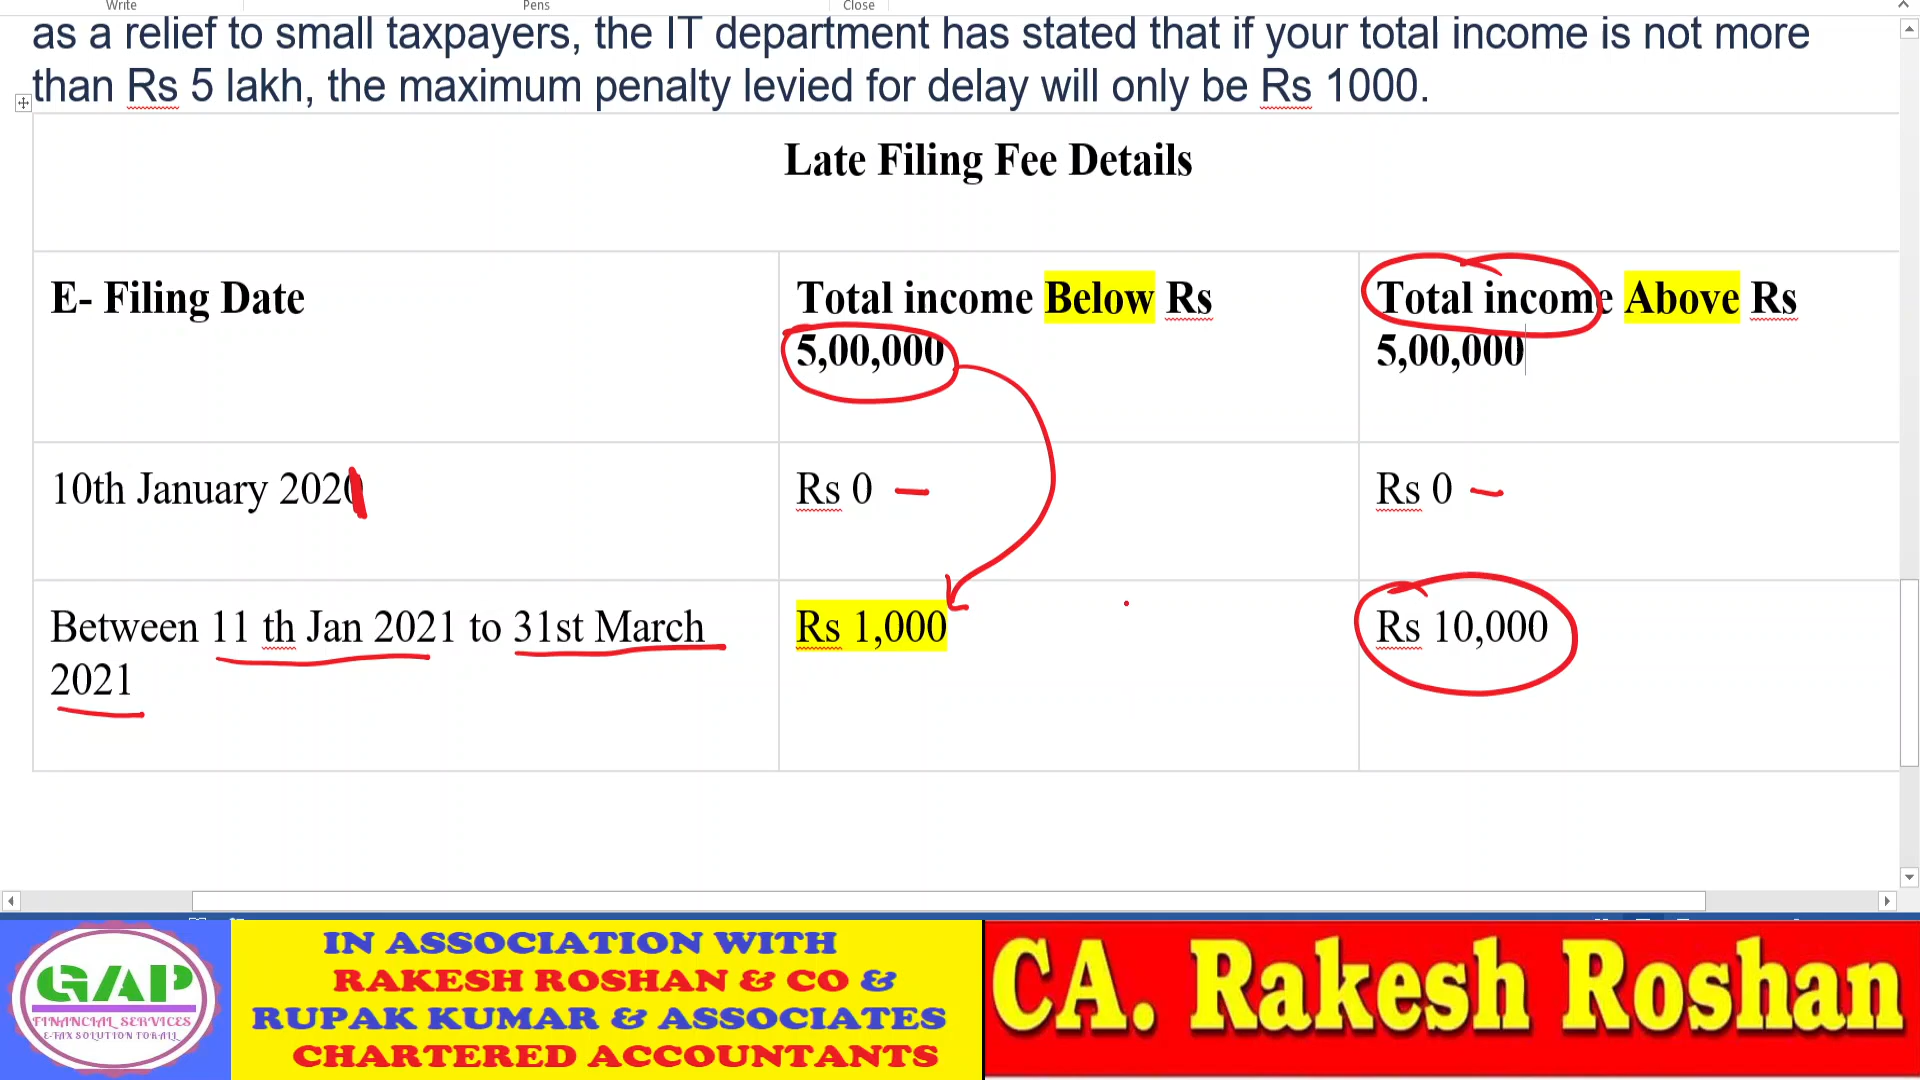 Write
Pens
Close
as a relief to small taxpayers, the IT department has stated that if your total income is not more
than Rs 5 lakh, the maximum penalty levied for delay will only be Rs 1000.
Late Filing Fee Details
E- Filing Date
Total income Below Rs
5,00,000
Total income Above Rs
5,00,000
10th January 2020
Rs 0
Rs 0
Between 11 th Jan 2021 to 31st March
2021
Rs 1,000
Rs 10,000
GAP
FINANCIAL SERVICES
E-TAX SOLUTION TO ALL
IN ASSOCIATION WITH
RAKESH ROSHAN & CO &
RUPAK KUMAR & ASSOCIATES
CHARTERED ACCOUNTANTS
CA. Rakesh Roshan